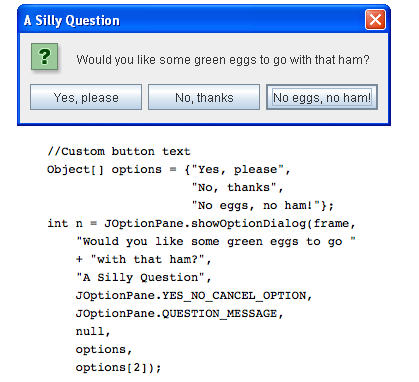 A Silly Question
Would you like some green eggs to go with that ham?
Yes, please
No, thanks
No eggs, no ham!
//Custom button text
Object[] options = {"Yes, please",
                    "No, thanks",
                    "No eggs, no ham!"};
int n = JOptionPane.showOptionDialog(frame,
    "Would you like some green eggs to go "
    + "with that ham?",
    "A Silly Question",
    JOptionPane.YES_NO_CANCEL_OPTION,
    JOptionPane.QUESTION_MESSAGE,
    null,
    options,
    options[2]);